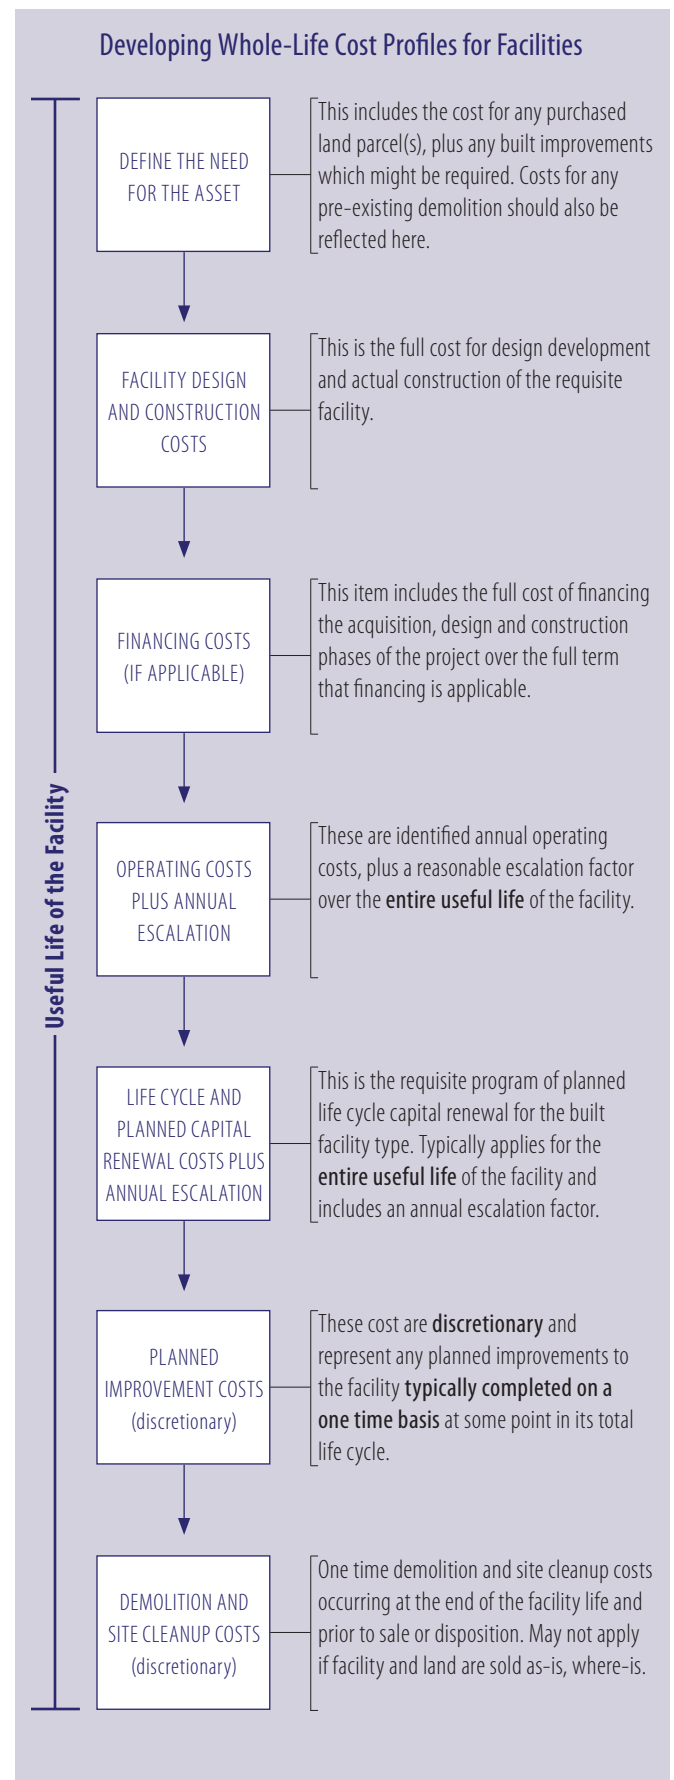 Developing Whole-Life Cost Profiles for Facilities
Useful Life of the Facility
DEFINE THE NEED
FOR THE ASSET
This includes the cost for any purchased
land parcel(s), plus any built improvements
which might be required. Costs for any
pre-existing demolition should also be
reflected here.
FACILITY DESIGN
AND CONSTRUCTION
COSTS
This is the full cost for design development
and actual construction of the requisite
facility.
FINANCING COSTS
(IF APPLICABLE)
This item includes the full cost of financing
the acquisition, design and construction
phases of the project over the full term
that financing is applicable.
OPERATING COSTS
PLUS ANNUAL
ESCALATION
These are identified annual operating
costs, plus a reasonable escalation factor
over the entire useful life of the facility.
LIFE CYCLE AND
PLANNED CAPITAL
RENEWAL COSTS PLUS
ANNUAL ESCALATION
This is the requisite program of planned
life cycle capital renewal for the built
facility type. Typically applies for the
entire useful life of the facility and
includes an annual escalation factor.
PLANNED
IMPROVEMENT COSTS
(discretionary)
These cost are discretionary and
represent any planned improvements to
the facility typically completed on a
one time basis at some point in its total
life cycle.
DEMOLITION AND
SITE CLEANUP COSTS
(discretionary)
One time demolition and site cleanup costs
occurring at the end of the facility life and
prior to sale or disposition. May not apply
if facility and land are sold as-is, where-is.